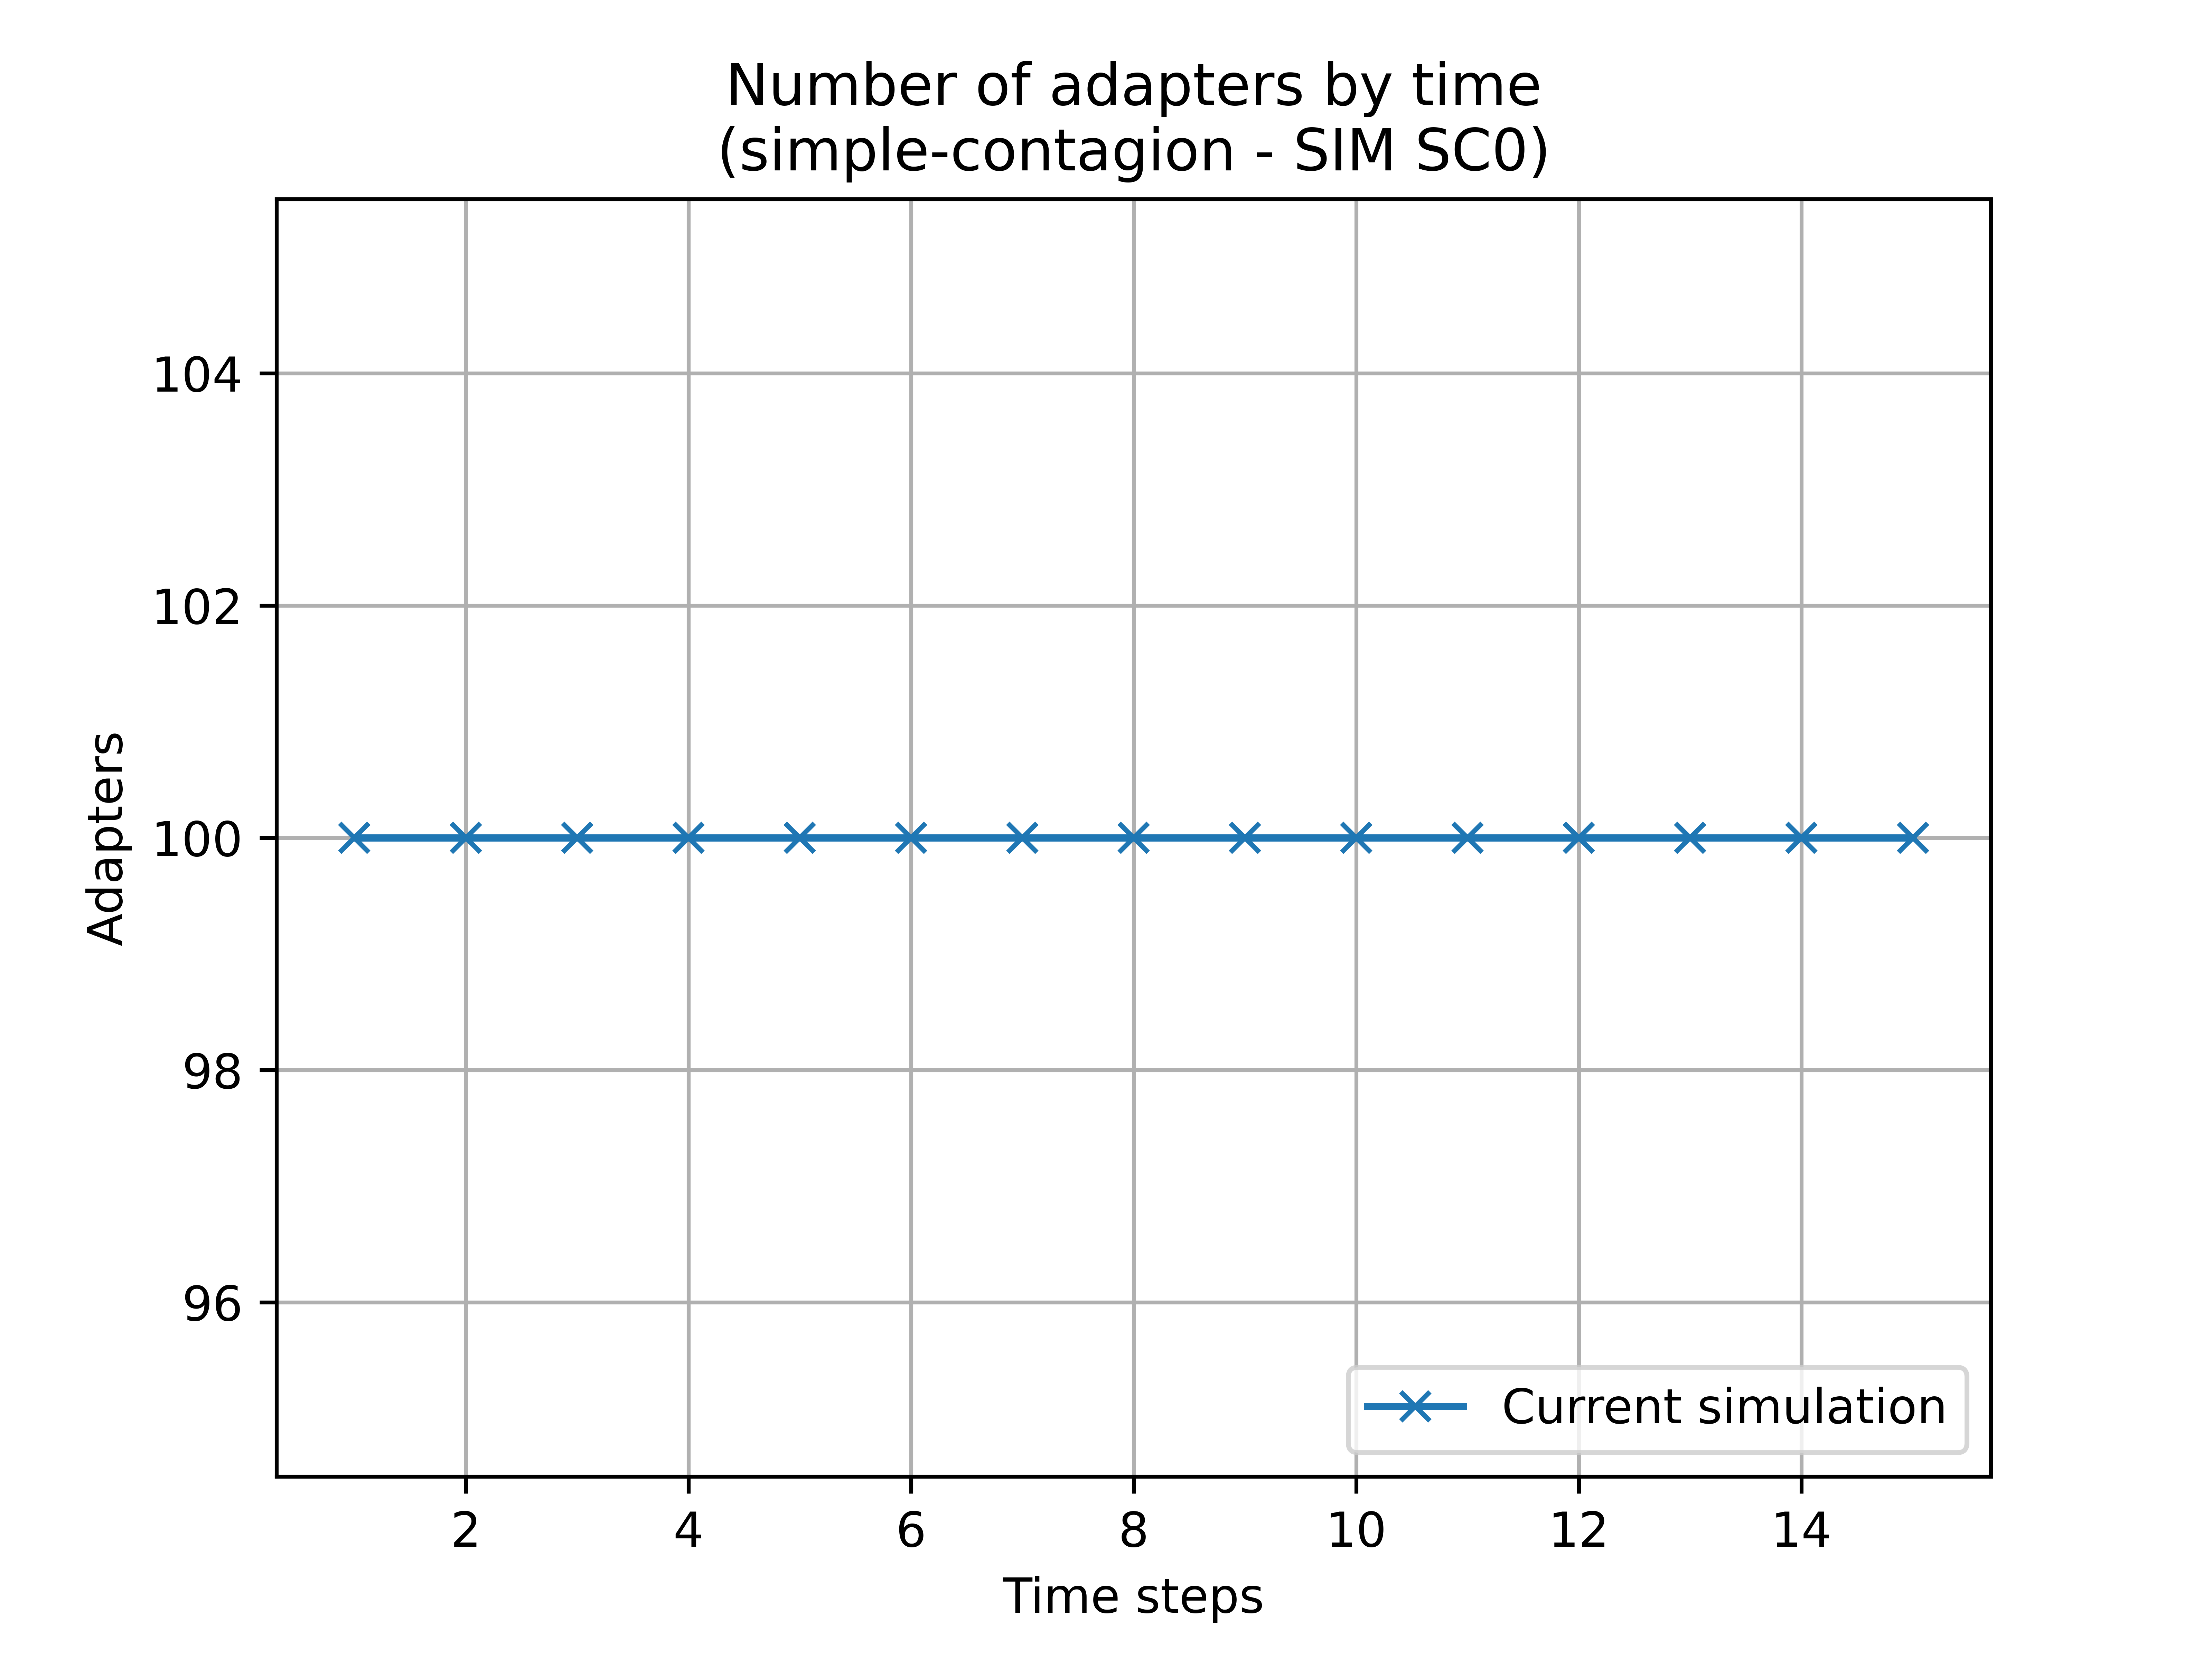 Number of adapters by time
(simple-contagion - SIM SC0)
104
102
100
98
96
Adapters
Current simulation
2 4 6 8 10 12 14
Time steps